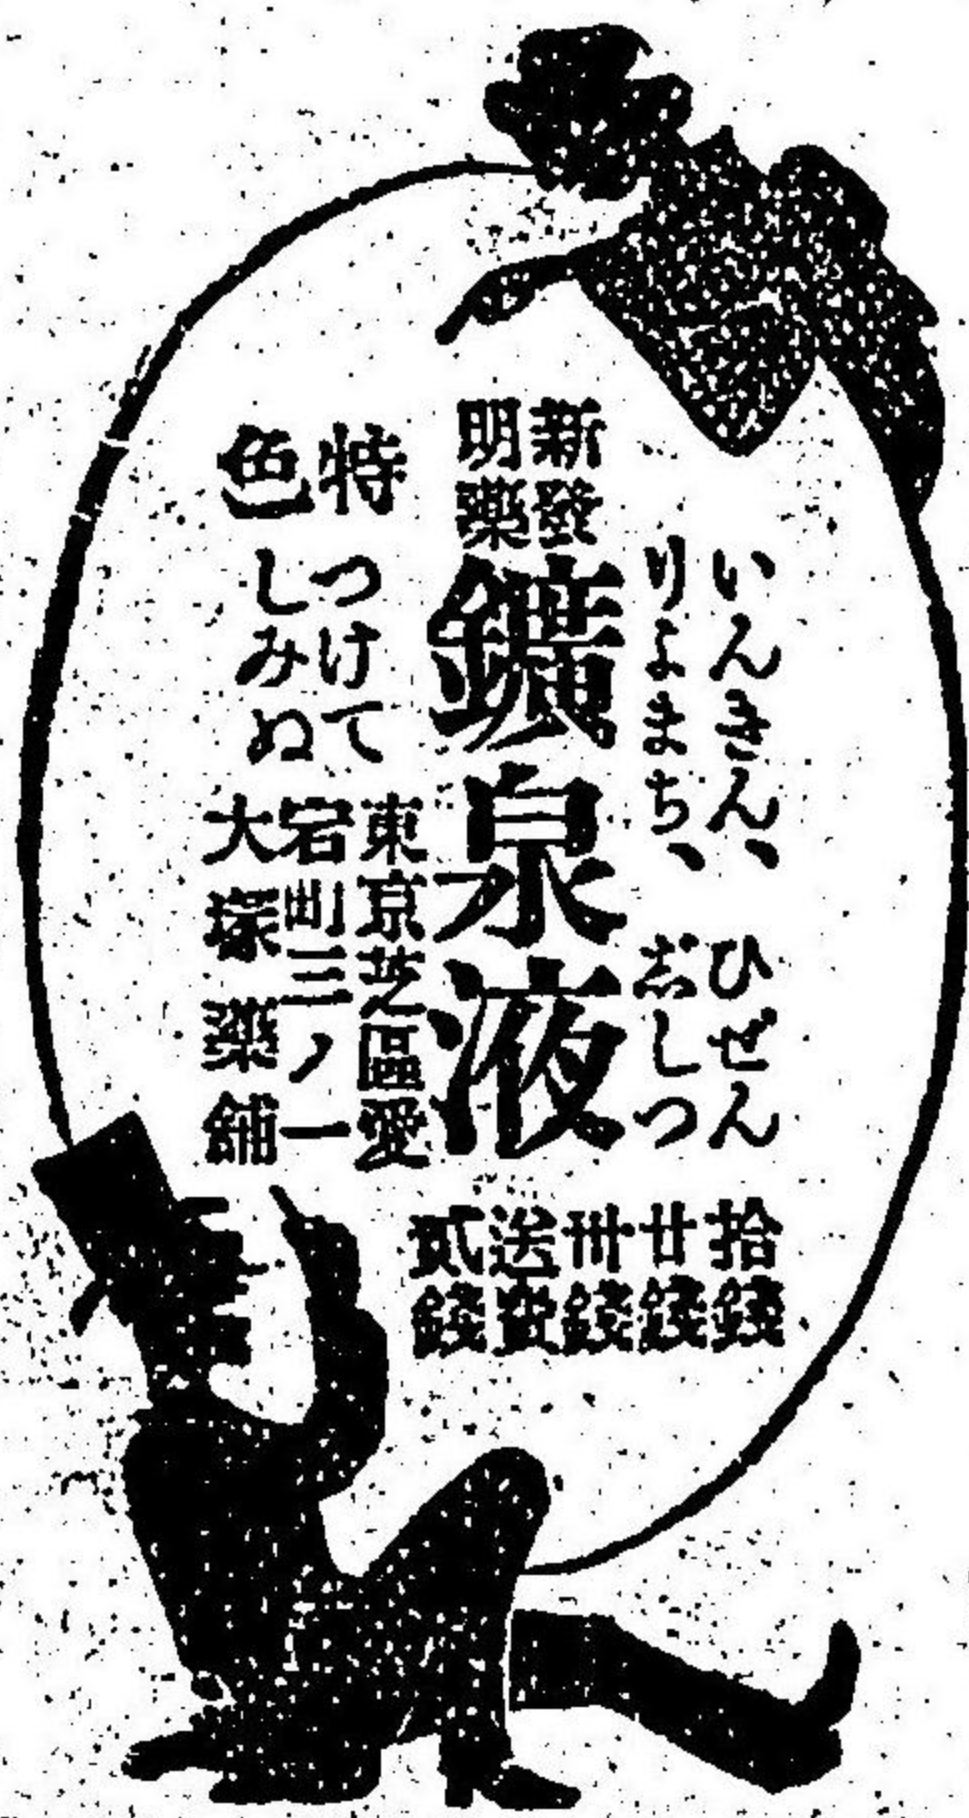 いんきん、ひぜん
りよまち、志しつ
新發
明藥
鑛泉液
特色
つけて
しみぬ
東京芝區愛
宕町三ノ一
大塚藥舖
拾錢
廿錢
卅錢
送費
貳錢